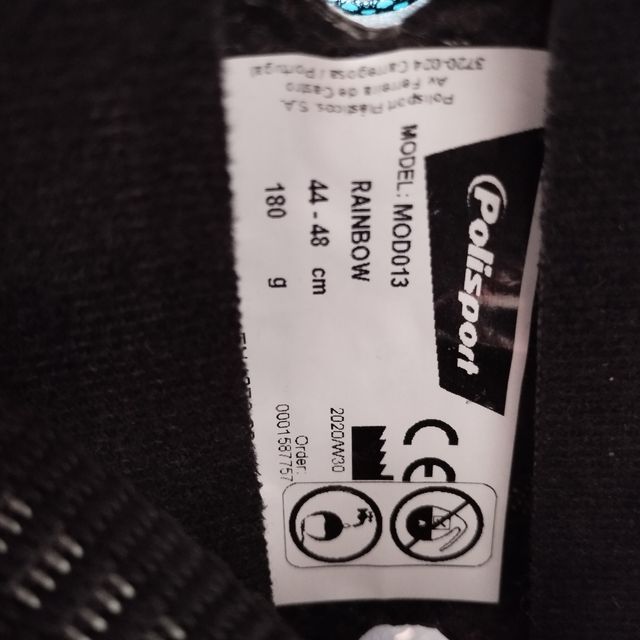 Polisport
MODEL: MOD013
RAINBOW
44 - 48 cm
180 g
Polisport Plásticos, S.A.
Av. Ferreira de Castro
3720-024 Carregosa / Portugal
CE
2020/W30
Order:
0001587757